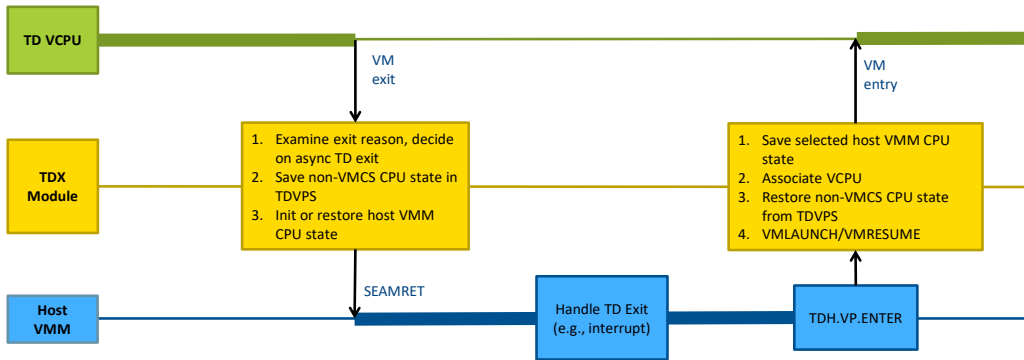 TD VCPU
VM
exit
VM
entry
TDX
Module
1. Examine exit reason, decide
on async TD exit
2. Save non-VMCS CPU state in
TDVPS
3. Init or restore host VMM
CPU state
1. Save selected host VMM CPU
state
2. Associate VCPU
3. Restore non-VMCS CPU state
from TDVPS
4. VMLAUNCH/VMRESUME
SEAMRET
Host
VMM
Handle TD Exit
(e.g., interrupt)
TDH.VP.ENTER